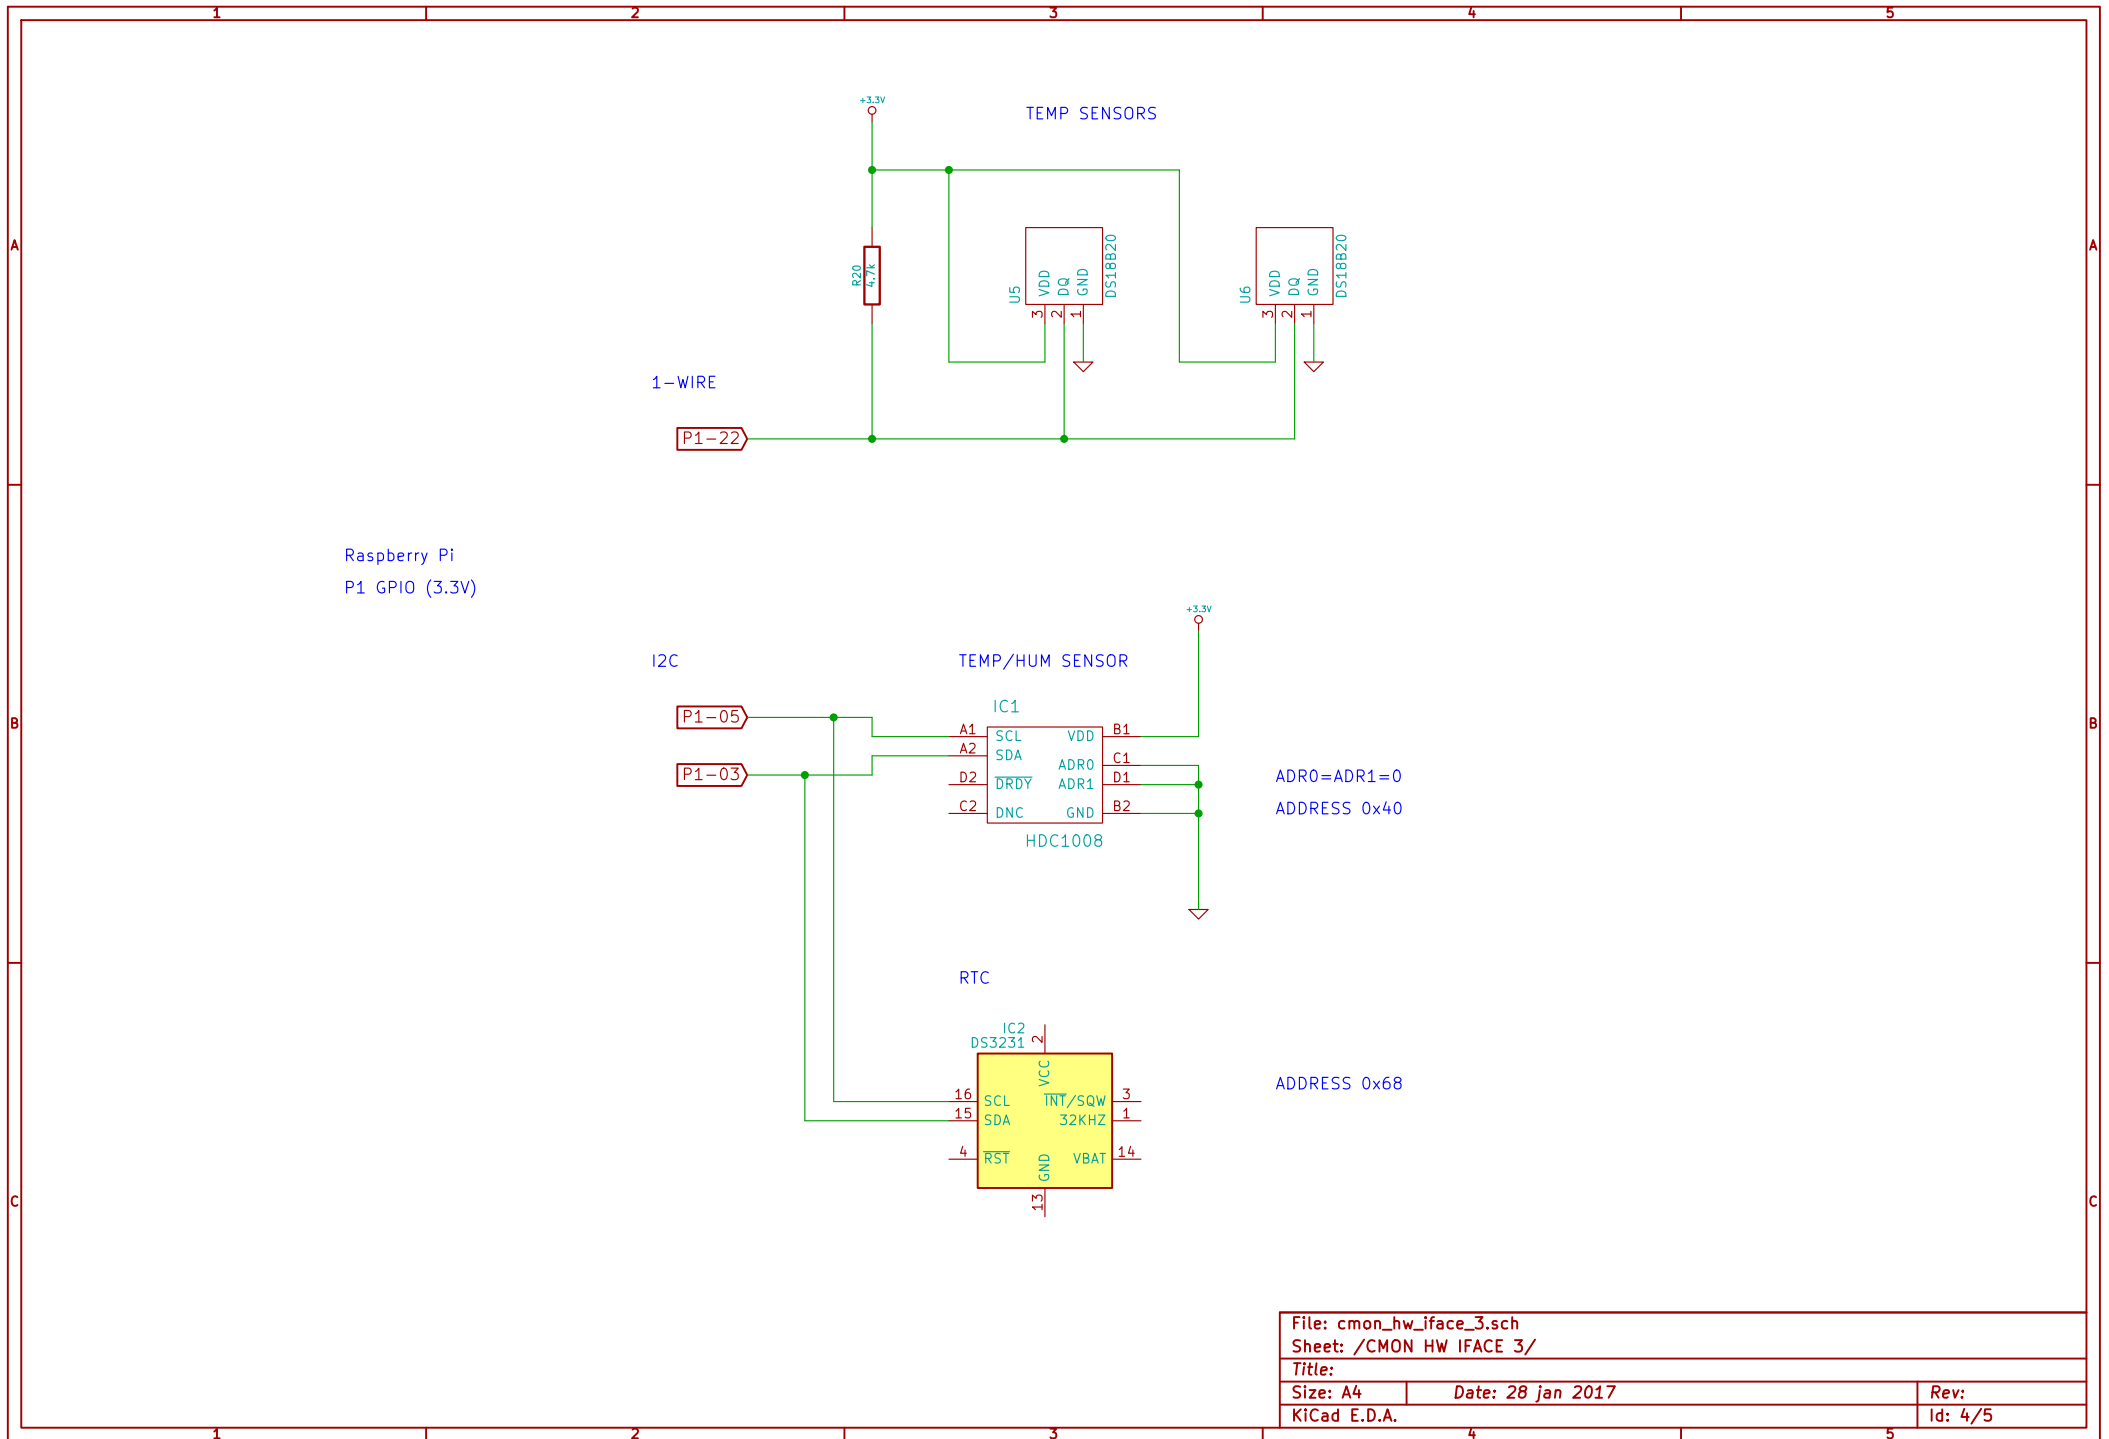 1 2 3 4 5
+3.3V
TEMP SENSORS
A A
R20
4.7k
U5
VDD
DQ
GND
DS18B20
3 2 1
U6
VDD
DQ
GND
DS18B20
3 2 1
1-WIRE
P1-22
Raspberry Pi
P1 GPIO (3.3V)
+3.3V
I2C
TEMP/HUM SENSOR
IC1
B B
P1-05
A1 SCL VDD B1
A2 SDA
ADR0 C1
P1-03
D2 DRDY ADR1 D1
C2 DNC GND B2
HDC1008
ADR0=ADR1=0
ADDRESS 0x40
RTC
IC2
DS3231
2
VCC
ADDRESS 0x68
16 SCL INT/SQW 3
15 SDA 32KHZ 1
4 RST VBAT 14
GND
13
C C
File: cmon_hw_iface_3.sch
Sheet: /CMON HW IFACE 3/
Title:
Size: A4 Date: 28 jan 2017 Rev:
KiCad E.D.A. Id: 4/5
1 2 3 4 5